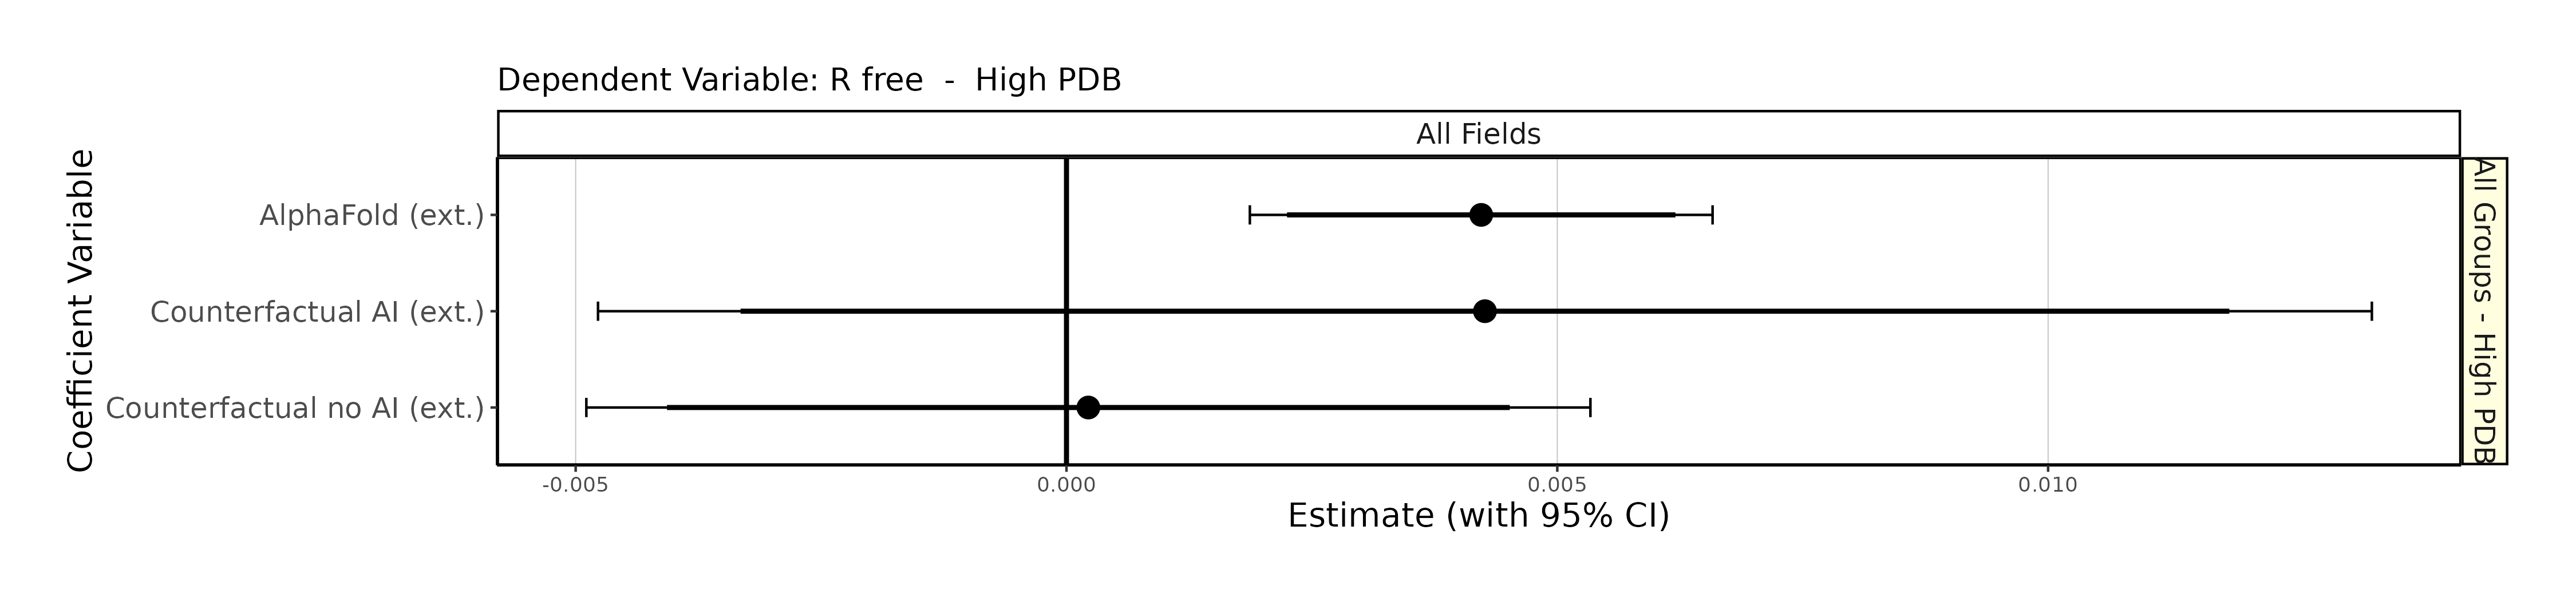 Dependent Variable: R free  -  High PDB
All Fields
Coefficient Variable
AlphaFold (ext.)
Counterfactual AI (ext.)
Counterfactual no AI (ext.)
All Groups - High PDB
-0.005 0.000 0.005 0.010
Estimate (with 95% CI)